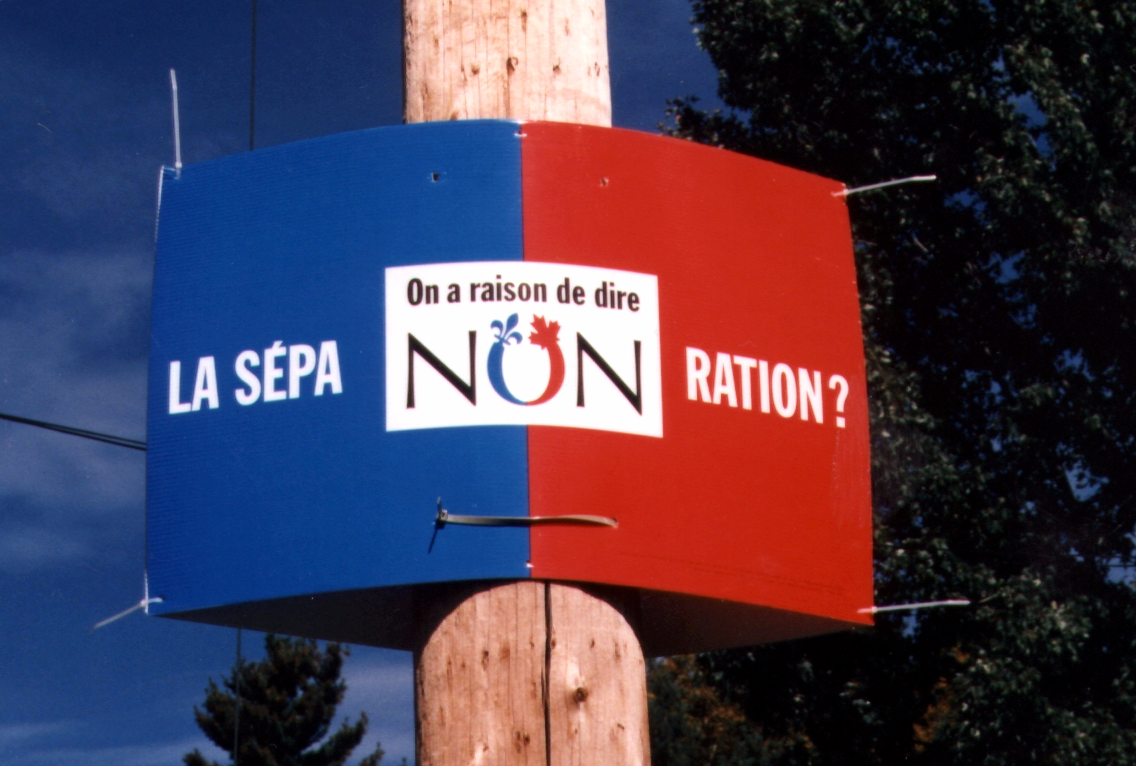 On a raison de dire
LA SÉPA NON RATION?